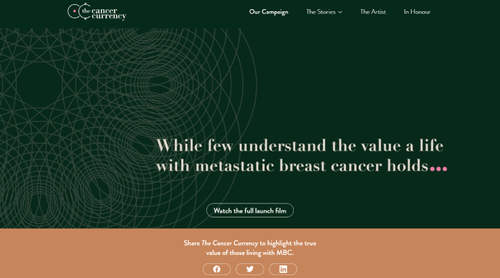 the cancer
currency
Our Campaign
The Stories
The Artist
In Honour
While few understand the value a life
with metastatic breast cancer holds...
Watch the full launch film
Share The Cancer Currency to highlight the true
value of those living with MBC.